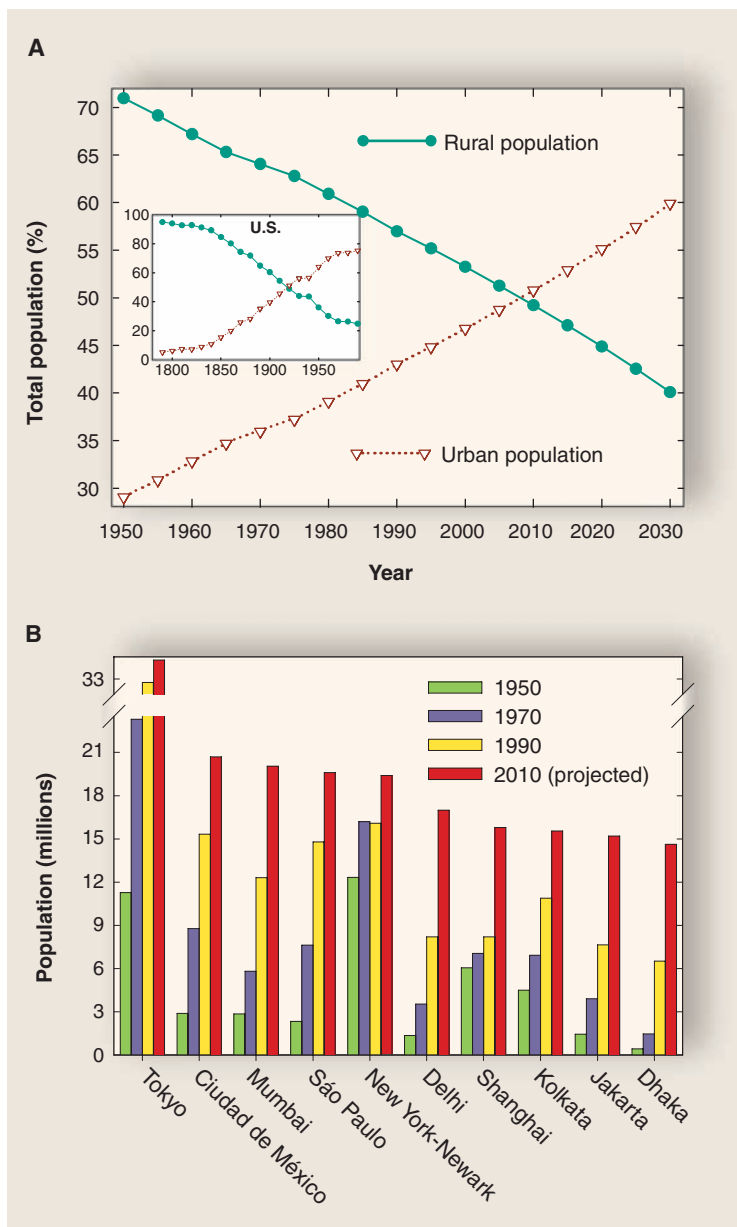 A
70
65
60
55
50
45
40
35
30
Total population (%)
Rural population
U.S.
100
80
60
40
20
0
1800 1850 1900 1950
Urban population
1950 1960 1970 1980 1990 2000 2010 2020 2030
Year
B
33
21
18
15
12
9
6
3
0
Population (millions)
1950
1970
1990
2010 (projected)
Tokyo
Ciudad de México
Mumbai
Sáo Paulo
New York-Newark
Delhi
Shanghai
Kolkata
Jakarta
Dhaka